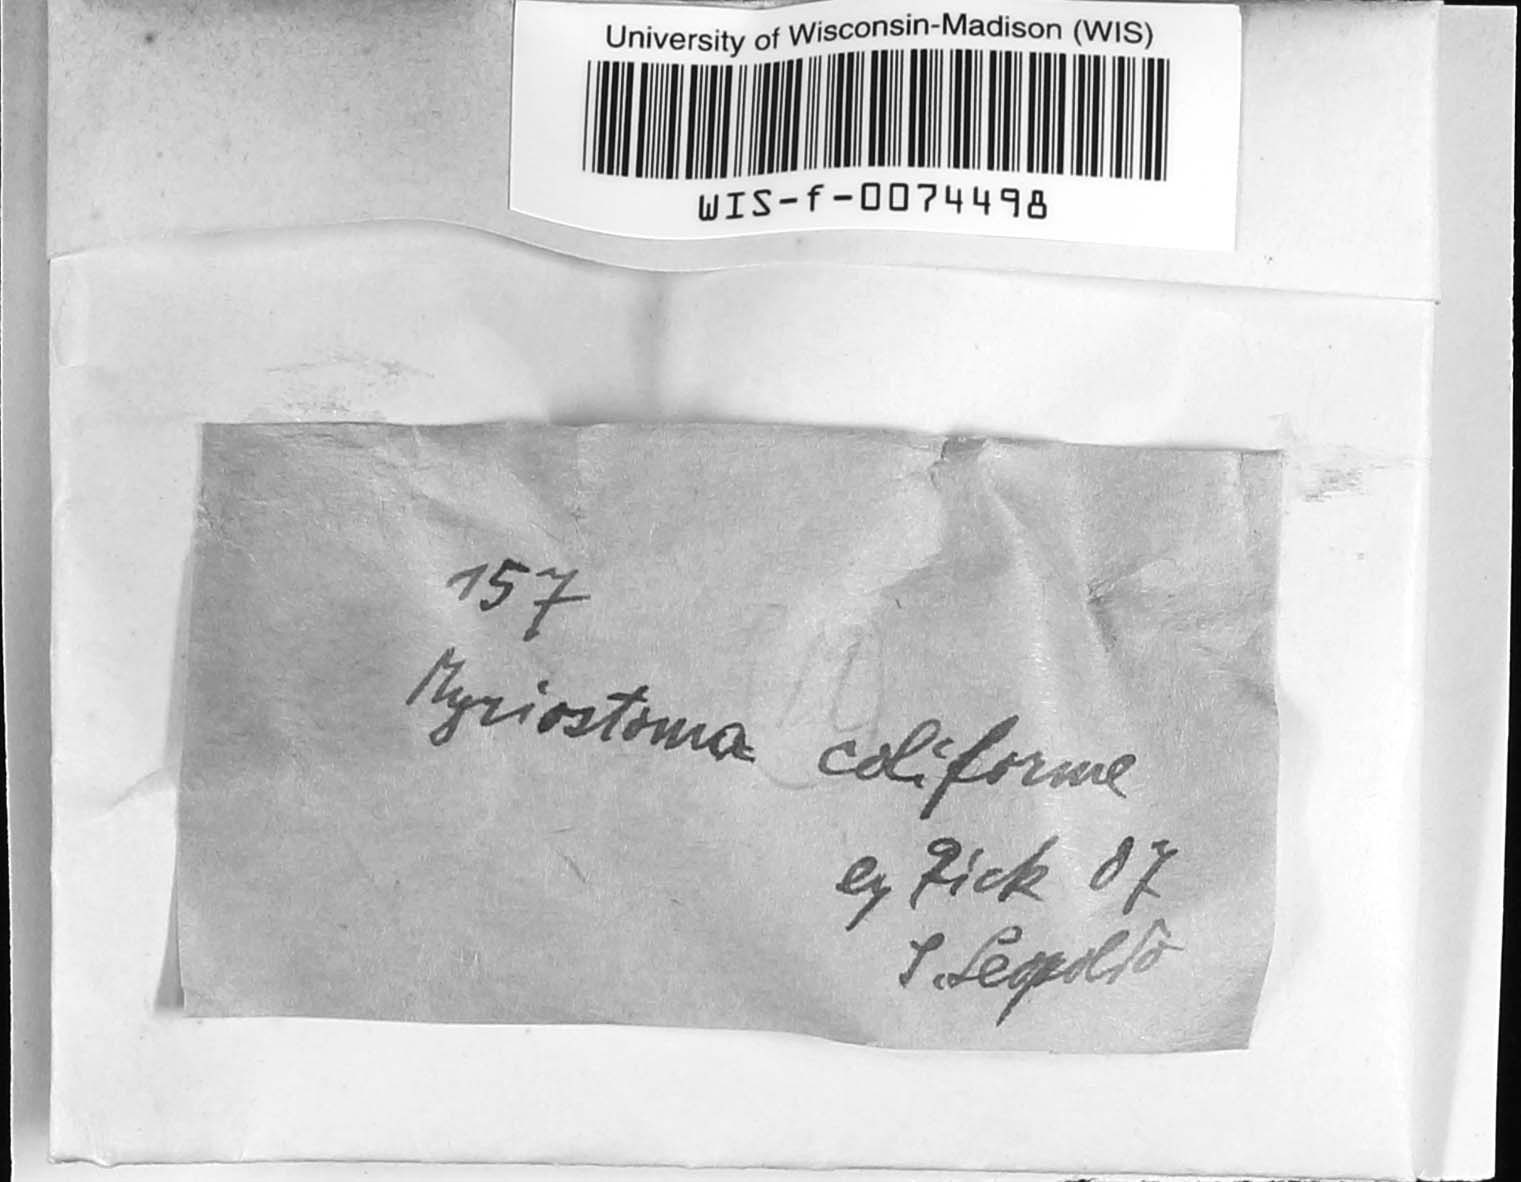 University of Wisconsin-Madison (WIS)
WIS-f-0074498
157
Myriostoma coliforme
ex Rick 07
S. Leopoldo